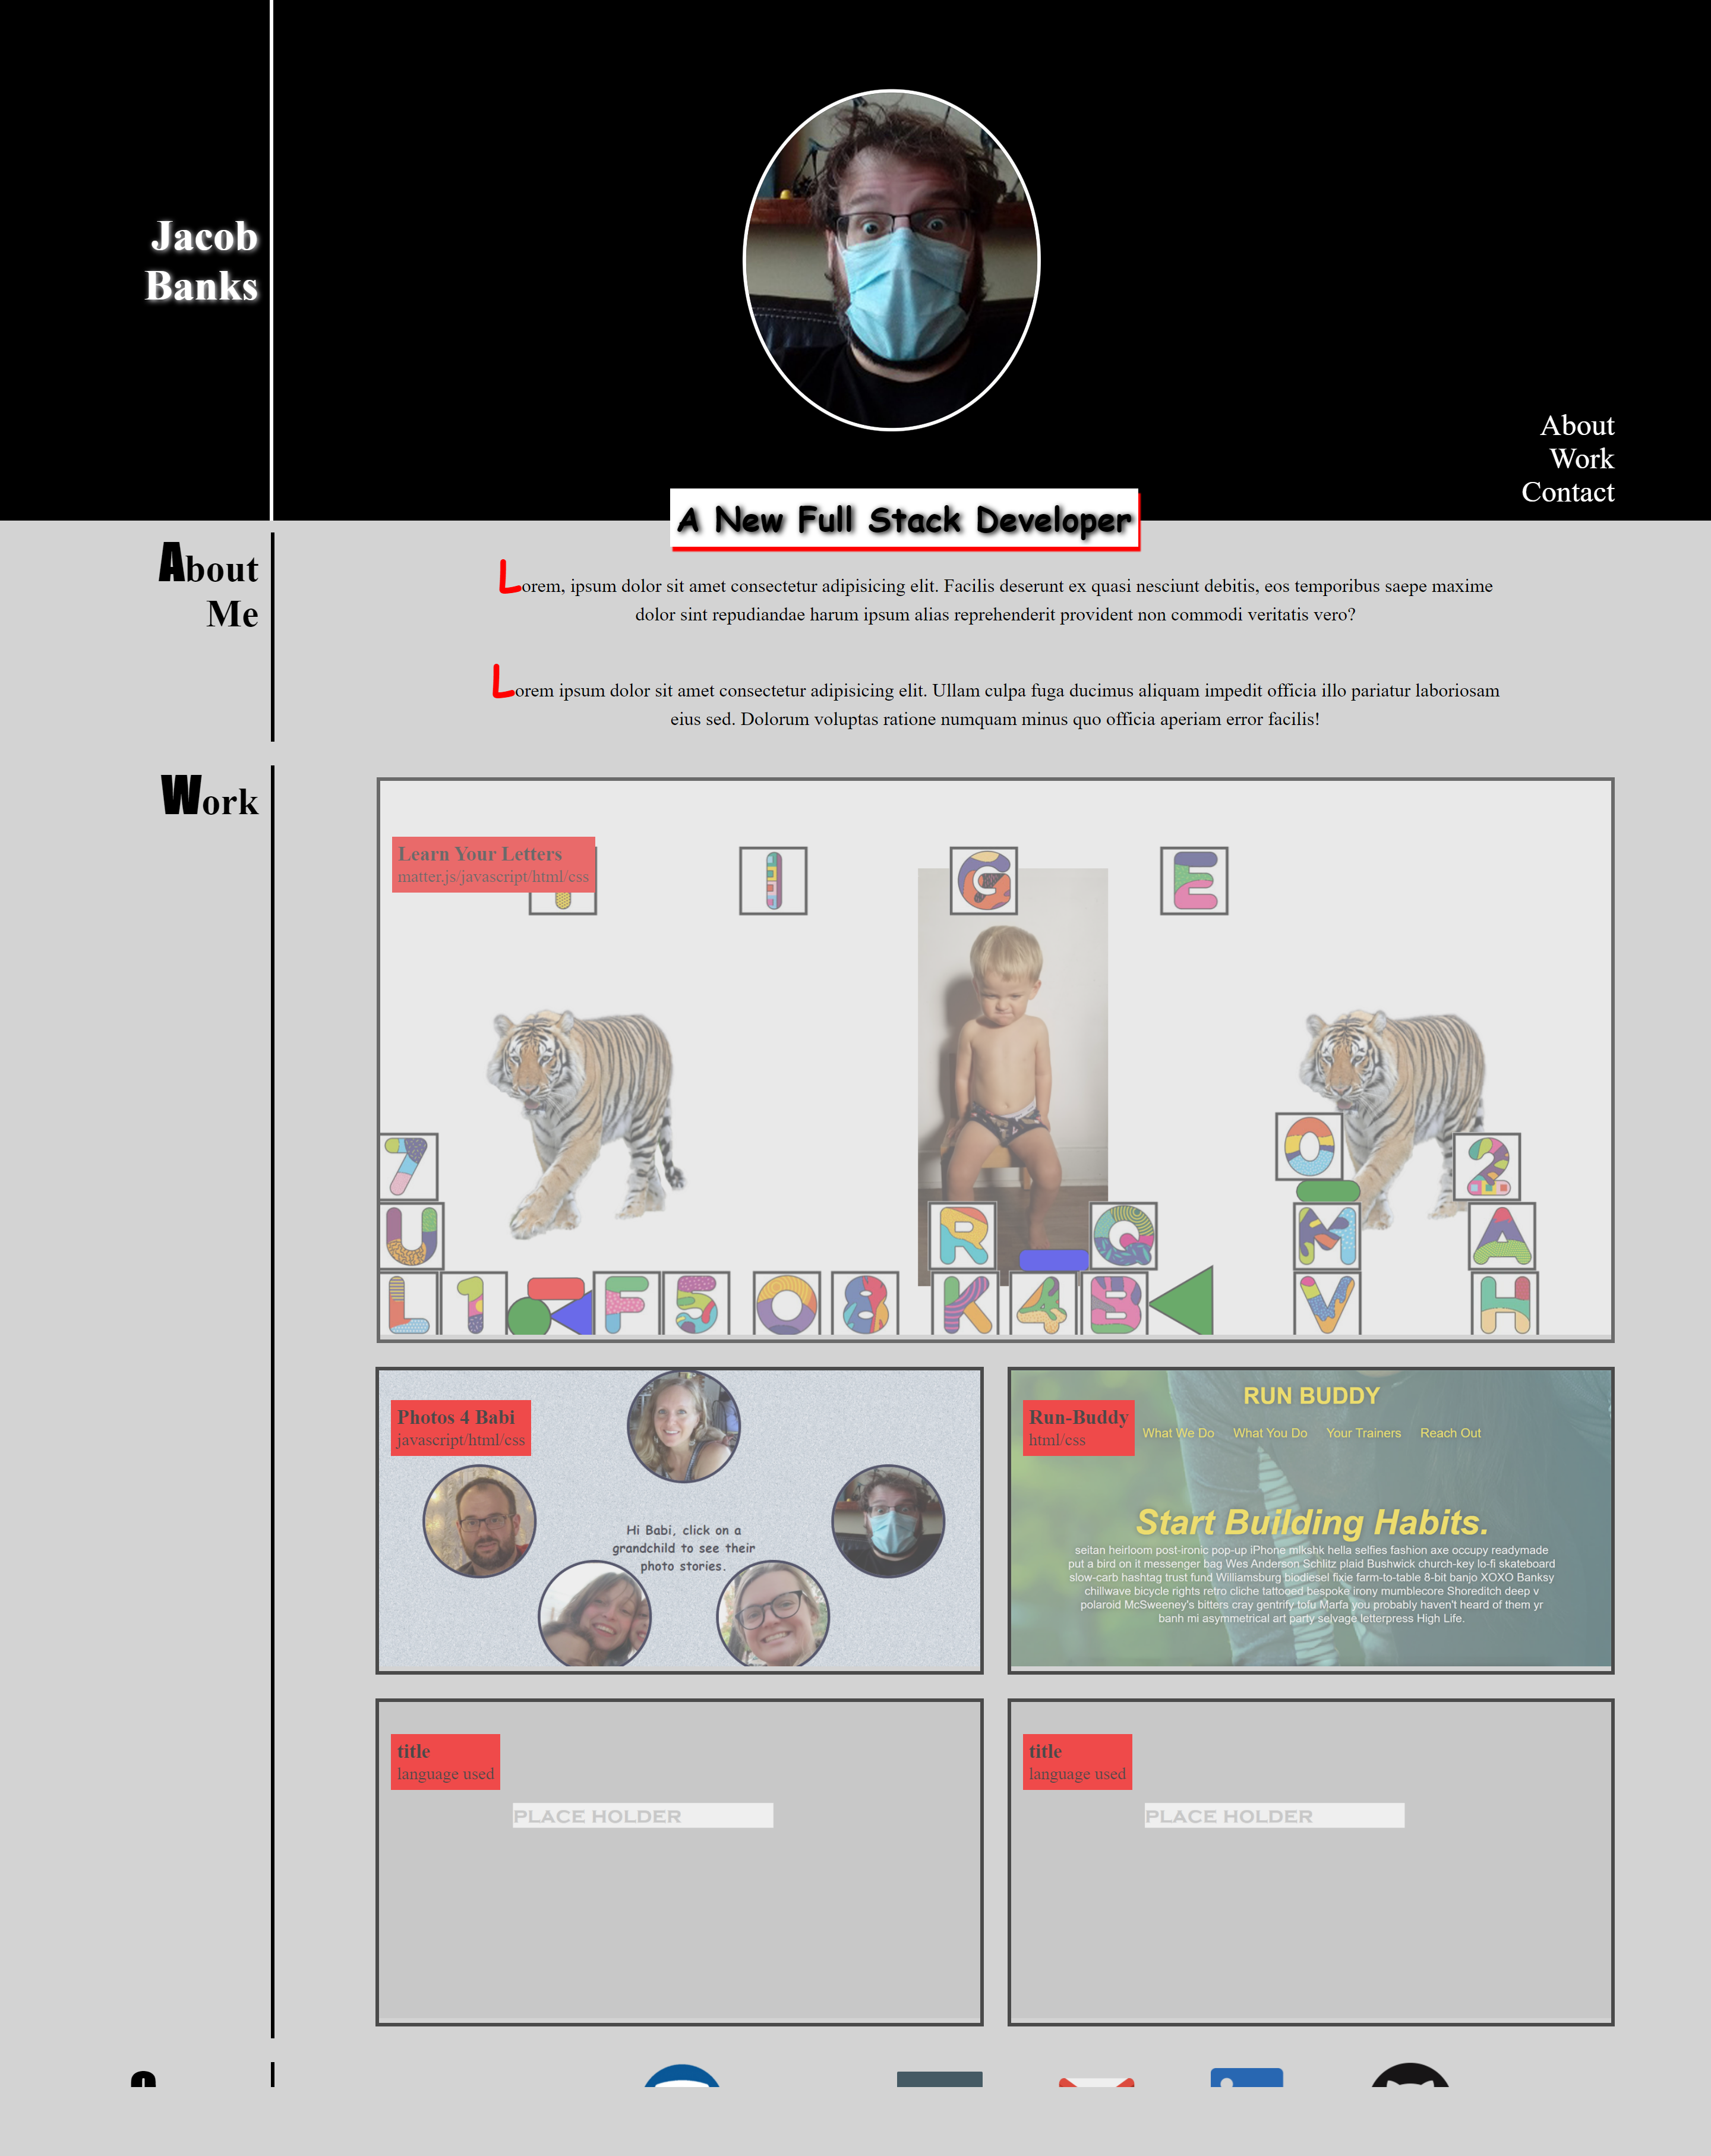 Jacob
Banks
About
Work
Contact
A New Full Stack Developer
About
Me
Lorem, ipsum dolor sit amet consectetur adipisicing elit. Facilis deserunt ex quasi nesciunt debitis, eos temporibus saepe maxime
dolor sint repudiandae harum ipsum alias reprehenderit provident non commodi veritatis vero?
Lorem ipsum dolor sit amet consectetur adipisicing elit. Ullam culpa fuga ducimus aliquam impedit officia illo pariatur laboriosam
eius sed. Dolorum voluptas ratione numquam minus quo officia aperiam error facilis!
Work
Learn Your Letters
matter.js/javascript/html/css
I G E
O
7 2
U R Q M A
L 1 F 5 O 8 K 4 B V H
Photos 4 Babi
javascript/html/css
Hi Babi, click on a
grandchild to see their
photo stories.
RUN BUDDY
Run-Buddy
html/css
What We Do What You Do Your Trainers Reach Out
Start Building Habits.
seitan heirloom post-ironic pop-up iPhone mlkshk hella selfies fashion axe occupy readymade
put a bird on it messenger bag Wes Anderson Schlitz plaid Bushwick church-key lo-fi skateboard
slow-carb hashtag trust fund Williamsburg biodiesel fixie farm-to-table 8-bit banjo XOXO Banksy
chillwave bicycle rights retro cliche tattooed bespoke irony mumblecore Shoreditch deep v
polaroid McSweeney's bitters cray gentrify tofu Marfa you probably haven't heard of them yr
banh mi asymmetrical art party selvage letterpress High Life.
title
language used
PLACE HOLDER
title
language used
PLACE HOLDER